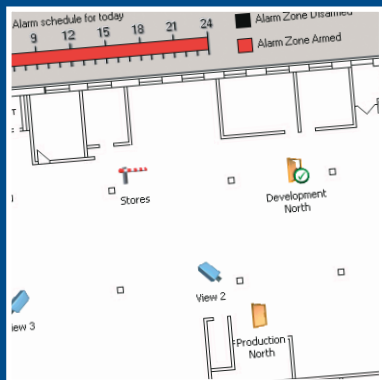 Alarm schedule for today
9 12 15 18 21 24
Alarm Zone Disarmed
Alarm Zone Armed
Stores
Development
North
View 2
iew 3
Production
North